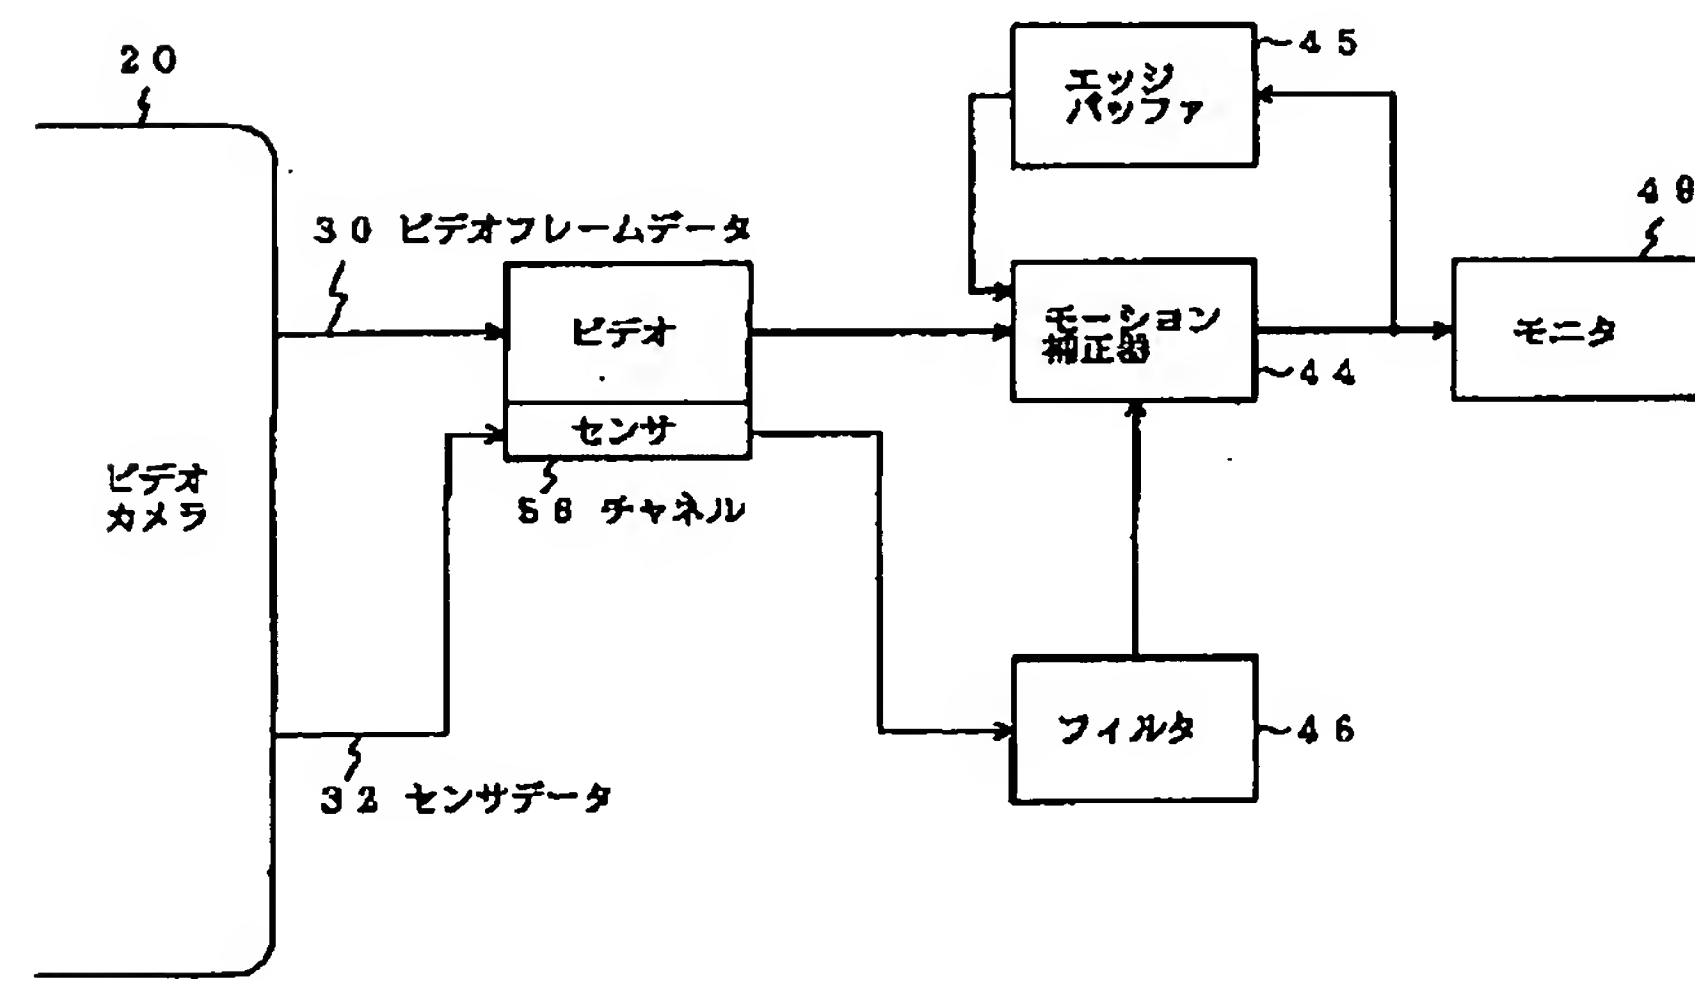 20
ビデオ
カメラ
30 ビデオフレームデータ
32 センサデータ
ビデオ
センサ
56 チャネル
エッジ
バッファ
45
モーション
補正器
44
フィルタ
46
48
モニタ